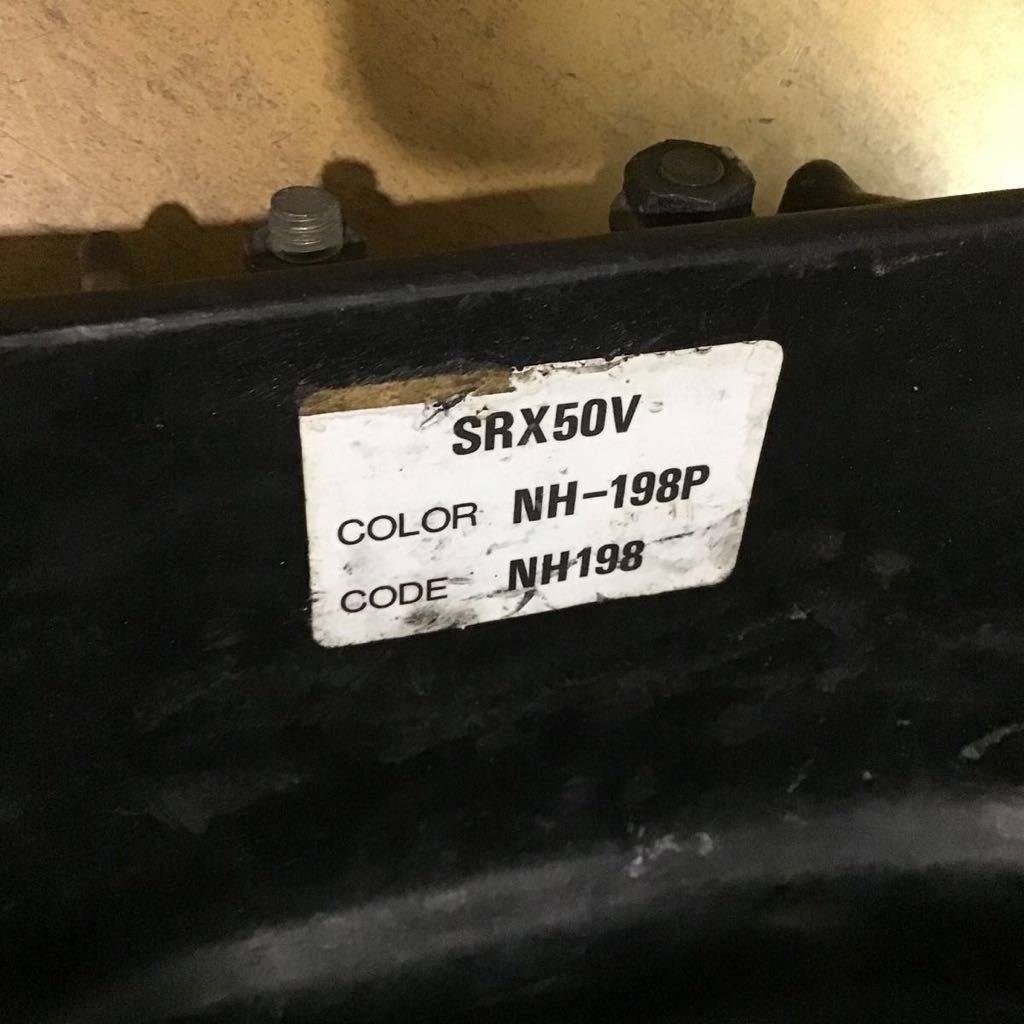 SRX50V
COLOR NH-198P
CODE NH198